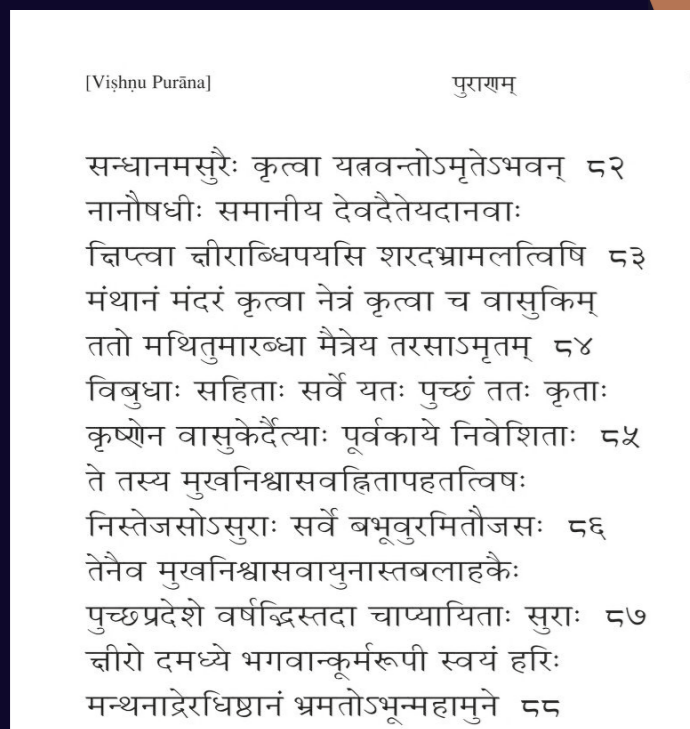 [Viṣhṇu Purāna] पुराणम्
सन्धानमसुरैः कृत्वा यत्नवन्तोऽमृतेऽभवन् ८२
नानौषधीः समानीय देवदैतेयदानवाः
क्षिप्त्वा क्षीराब्धिपयसि शरदभ्रामलत्विषि ८३
मंथानं मंदरं कृत्वा नेत्रं कृत्वा च वासुकिम्
ततो मथितुमारब्धा मैत्रेय तरसाऽमृतम् ८४
विबुधाः सहिताः सर्वे यतः पुच्छं ततः कृताः
कृष्णेन वासुकेर्दैत्याः पूर्वकाये निवेशिताः ८५
ते तस्य मुखनिश्वासवह्नितापहतत्विषः
निस्तेजसोऽसुराः सर्वे बभूवुरमितौजसः ८६
तेनैव मुखनिश्वासवायुनास्तबलाहकैः
पुच्छप्रदेशे वर्षद्भिस्तदा चाप्यायिताः सुराः ८७
क्षीरो दमध्ये भगवान्कूर्मरूपी स्वयं हरिः
मन्थनाद्रेरधिष्ठानं भ्रमतोऽभून्महामुने ८८